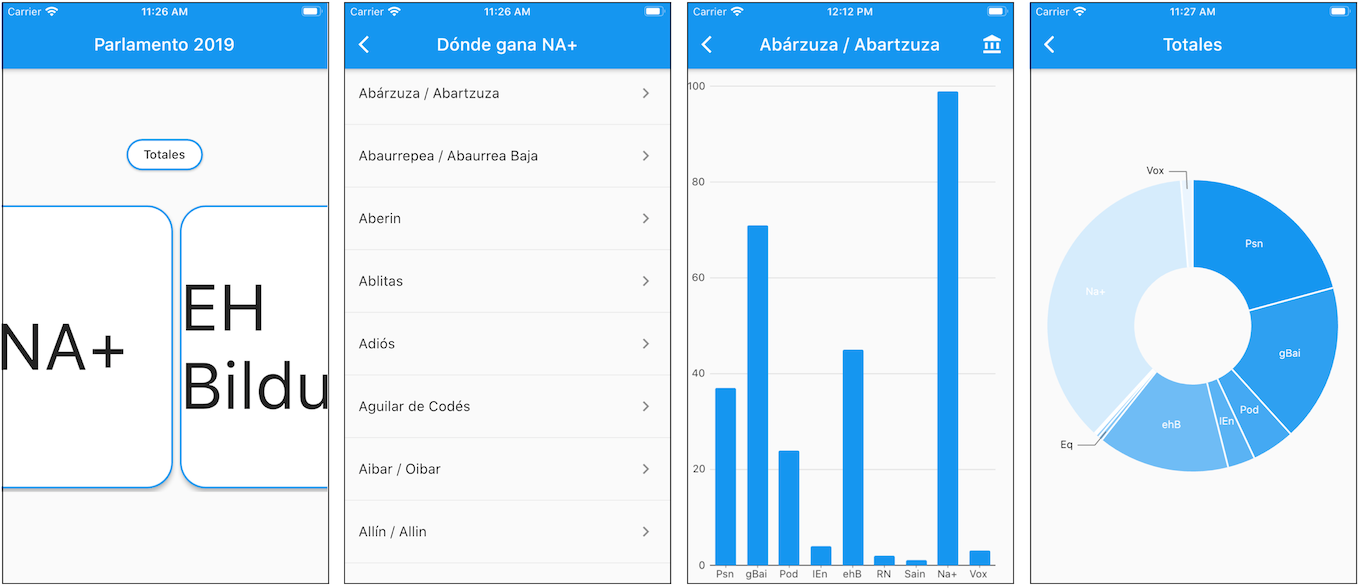 Carrier 11:26 AM
Parlamento 2019
Totales
NA+
EH
Bildu
Carrier 11:26 AM
Dónde gana NA+
Abárzuza / Abartzuza
Abaurrepea / Abaurrea Baja
Aberin
Ablitas
Adiós
Aguilar de Codés
Aibar / Oibar
Allín / Allin
Carrier 12:12 PM
Abárzuza / Abartzuza
100
80
60
40
20
0
Psn gBai Pod IEn ehB RN Sain Na+ Vox
Carrier 11:27 AM
Totales
Vox
Psn
Na+
gBai
Pod
IEn
ehB
Eq